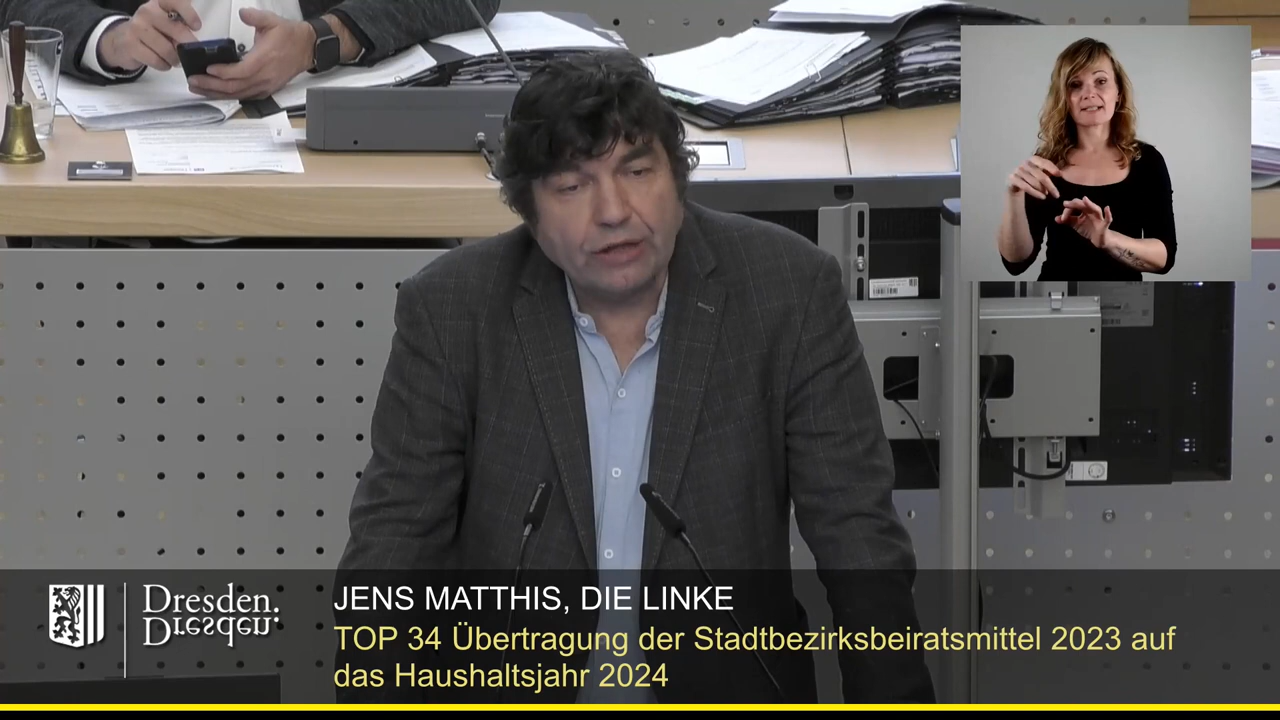 Dresden.
Dresden.
JENS MATTHIS, DIE LINKE
TOP 34 Übertragung der Stadtbezirksbeiratsmittel 2023 auf
das Haushaltsjahr 2024